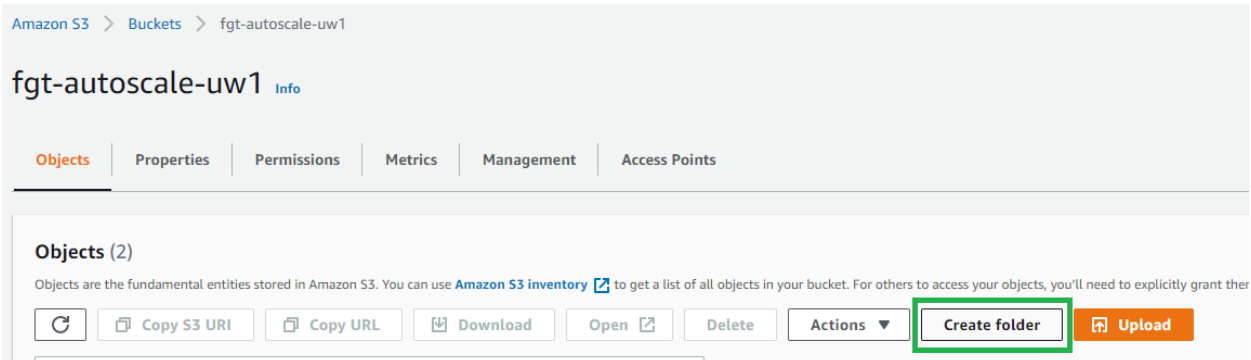 Amazon S3 > Buckets > fgt-autoscale-uw1
fgt-autoscale-uw1 Info
Objects Properties Permissions Metrics Management Access Points
Objects (2)
Objects are the fundamental entities stored in Amazon S3. You can use Amazon S3 inventory to get a list of all objects in your bucket. For others to access your objects, you'll need to explicitly grant
Copy S3 URI Copy URL Download Open Delete Actions Create folder Upload